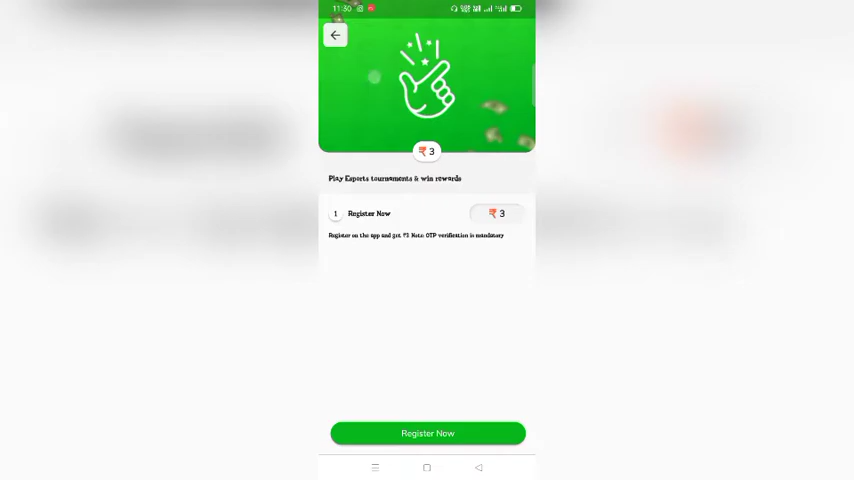 11:30
₹ 3
Play Esports tournaments & win rewards
1 Register Now ₹ 3
Register on the app and get ₹3 Note: OTP verification is mandatory
Register Now